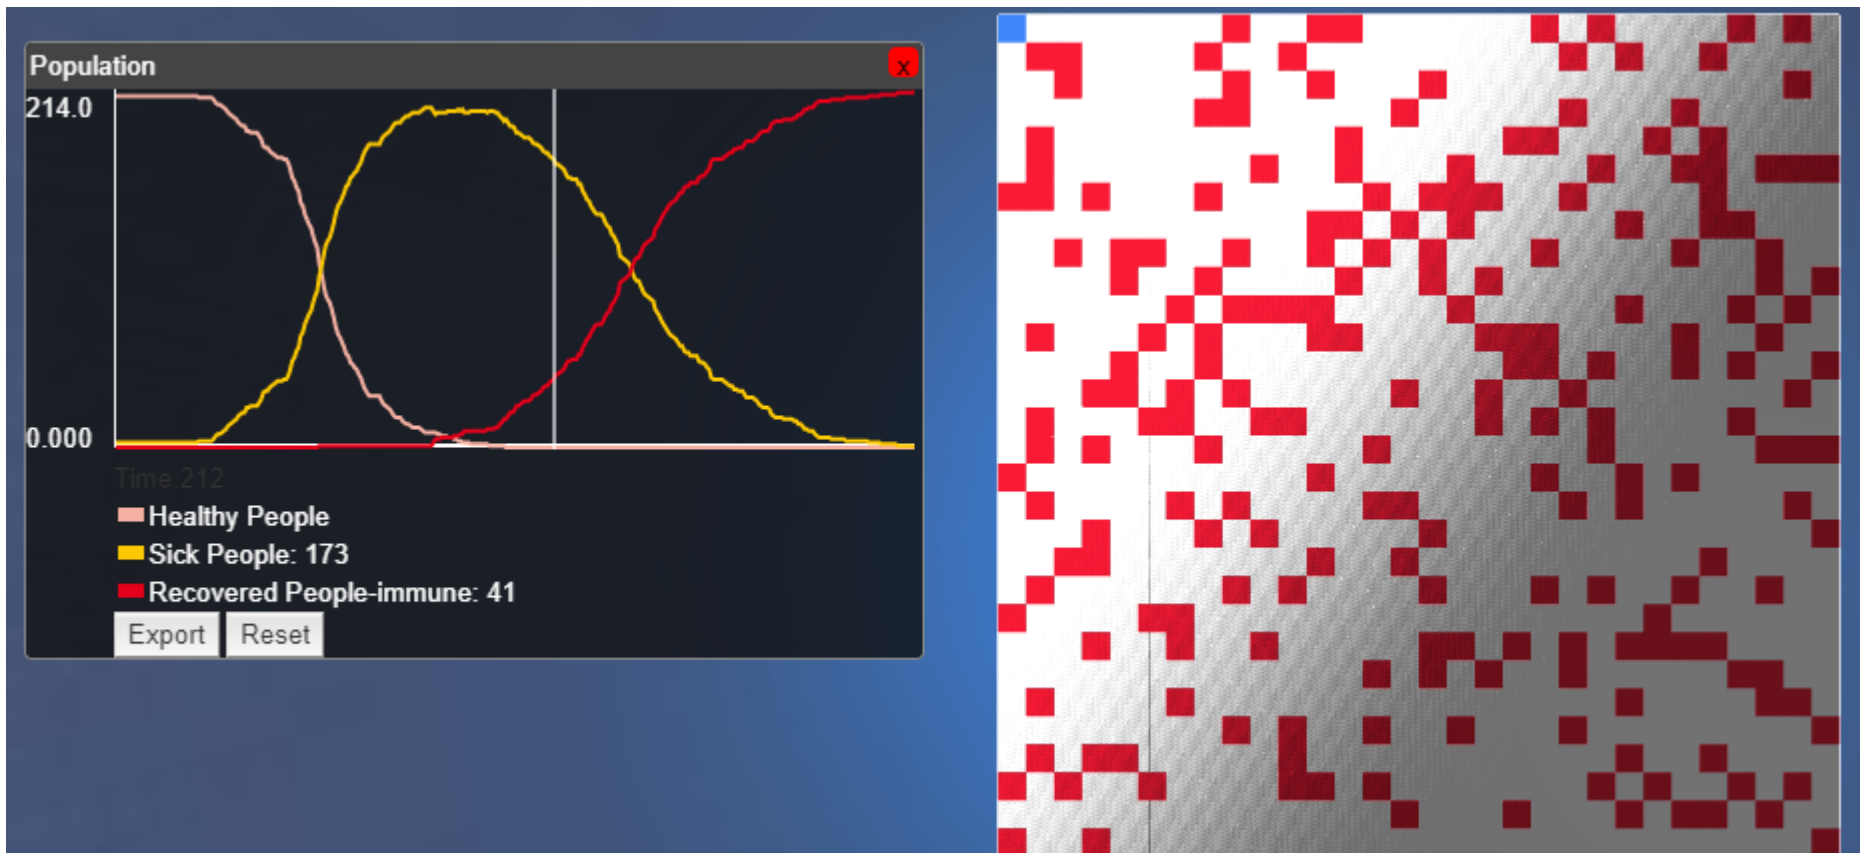 Population
x
214.0
0.000
Time:212
Healthy People
Sick People: 173
Recovered People-immune: 41
Export Reset